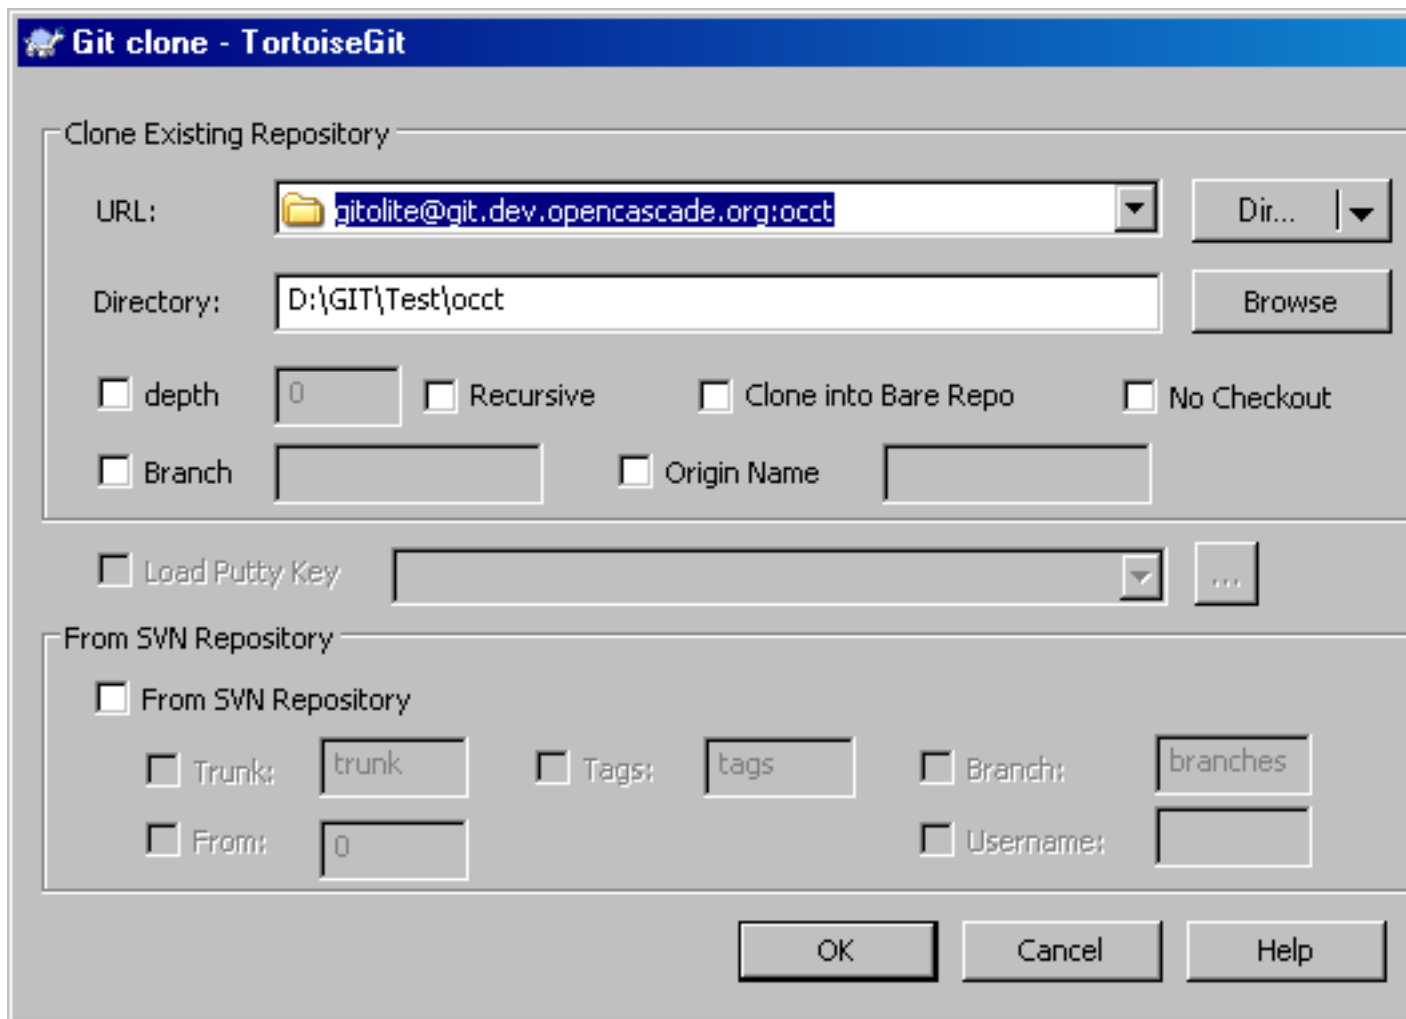 Git clone - TortoiseGit
Clone Existing Repository
URL: gitolite@git.dev.opencascade.org:occt Dir...
Directory: D:\GIT\Test\occt Browse
depth 0 Recursive Clone into Bare Repo No Checkout
Branch Origin Name
Load Putty Key ...
From SVN Repository
From SVN Repository
Trunk: trunk Tags: tags Branch: branches
From: 0 Username:
OK Cancel Help